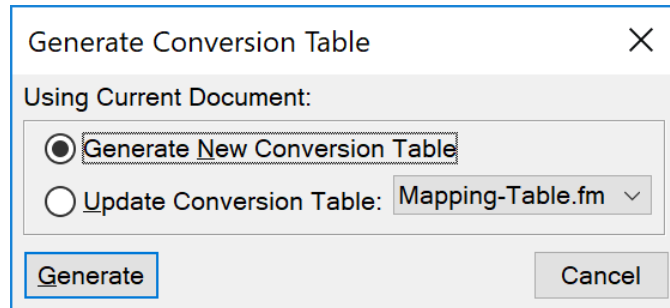 Generate Conversion Table
Using Current Document:
Generate New Conversion Table
Update Conversion Table: Mapping-Table.fm
Generate Cancel